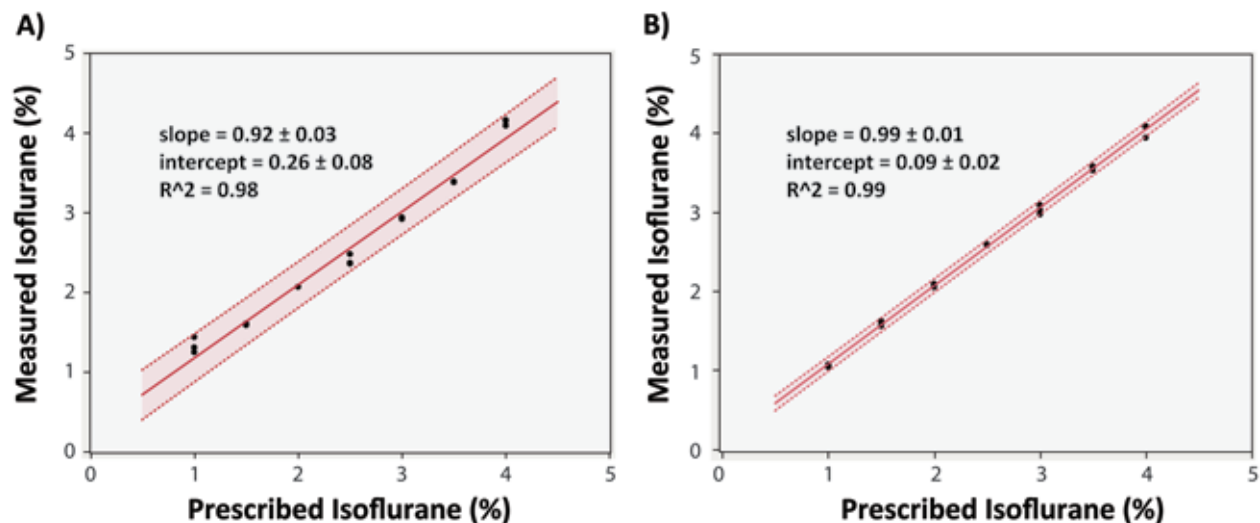 A)
Measured Isoflurane (%)
5
4
3
2
1
0
slope = 0.92 ± 0.03
intercept = 0.26 ± 0.08
R^2 = 0.98
0 1 2 3 4 5
Prescribed Isoflurane (%)
B)
Measured Isoflurane (%)
5
4
3
2
1
0
slope = 0.99 ± 0.01
intercept = 0.09 ± 0.02
R^2 = 0.99
0 1 2 3 4 5
Prescribed Isoflurane (%)